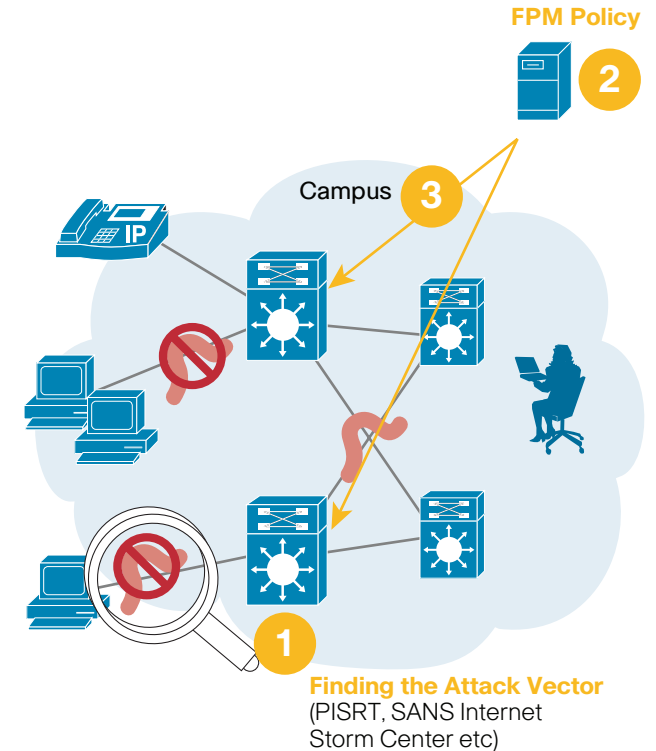 FPM Policy
2
Campus
3
IP
1
Finding the Attack Vector
(PISRT, SANS Internet
Storm Center etc)